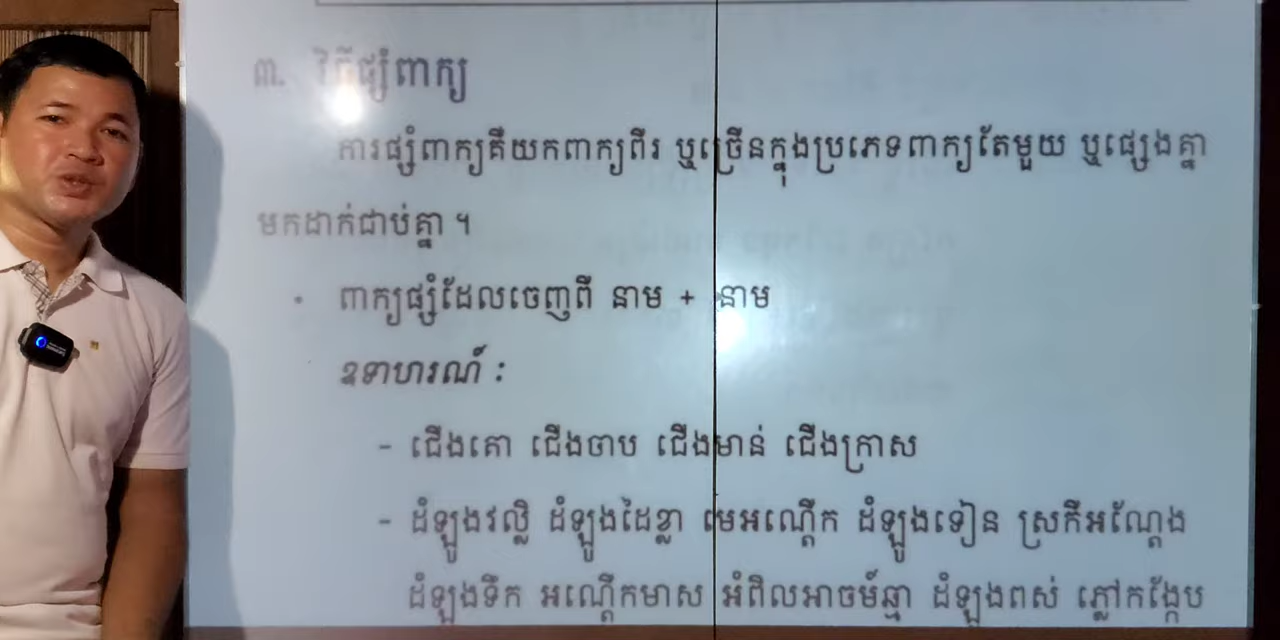 ៣. វិធីផ្សំពាក្យ
ការផ្សំពាក្យគឺយកពាក្យពីរ ឬច្រើនក្នុងប្រភេទពាក្យតែមួយ ឬផ្សេងគ្នា
មកដាក់ជាប់គ្នា ។
• ពាក្យផ្សំដែលចេញពី នាម + នាម
ឧទាហរណ៍ ៖
- ជើងគោ ជើងចាប ជើងមាន់ ជើងក្រាស
- ដំឡូងវល្លិ ដំឡូងដៃខ្លា មេអណ្ដើក ដំឡូងទៀន ស្រកីអណ្ដែង
ដំឡូងទឹក អណ្ដើកមាស អំពិលអាចម៍ឆ្មា ដំឡូងពស់ ភ្លៅកង្កែប